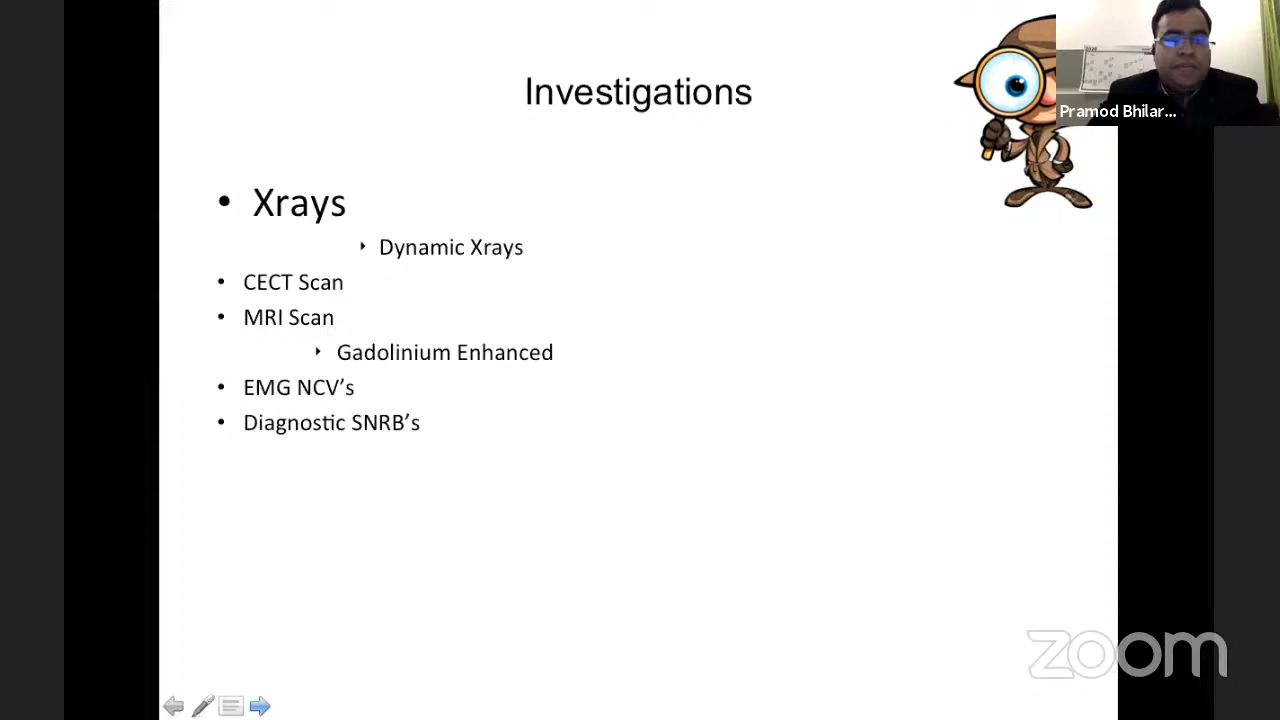 Investigations
Pramod Bhilar...
• Xrays
‣ Dynamic Xrays
• CECT Scan
• MRI Scan
‣ Gadolinium Enhanced
• EMG NCV’s
• Diagnostic SNRB’s
zoom